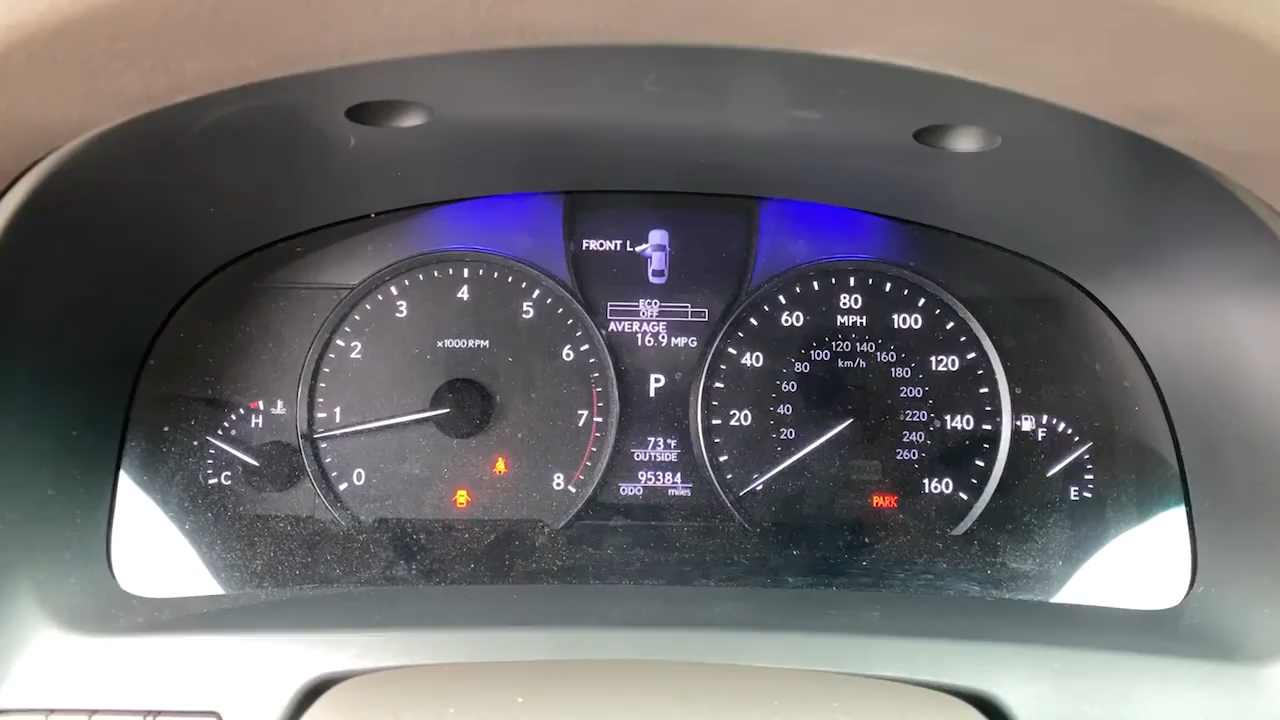 FRONT L
ECO
OFF
AVERAGE
16.9 MPG
P
73 °F
OUTSIDE
95384
ODO miles
0
1
2
3
4
5
6
7
8
×1000 RPM
H
C
20
40
60
80
100
120
140
160
MPH
20
40
60
80
100
120
140
160
180
200
220
240
260
km/h
PARK
F
E